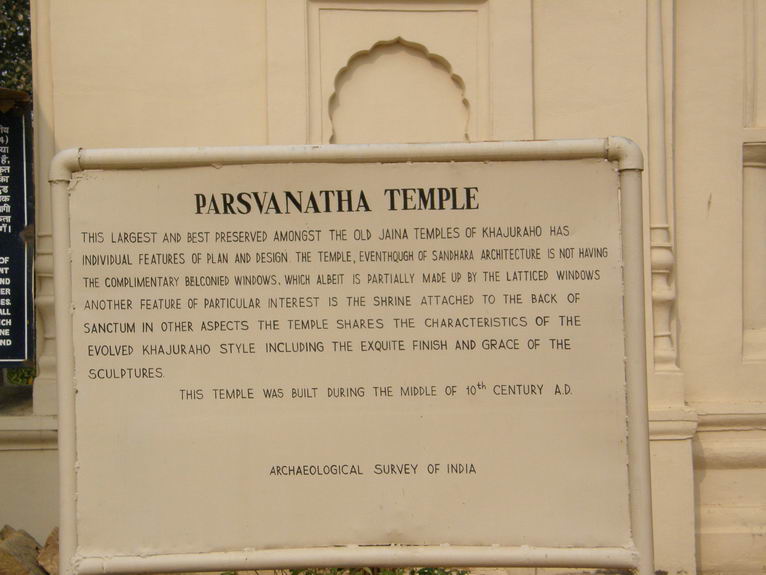 PARSVANATHA TEMPLE
THIS LARGEST AND BEST PRESERVED AMONGST THE OLD JAINA TEMPLES OF KHAJURAHO HAS
INDIVIDUAL FEATURES OF PLAN AND DESIGN. THE TEMPLE, EVENTHOUGH OF SANDHARA ARCHITECTURE IS NOT HAVING
THE COMPLIMENTARY BELCONIED WINDOWS, WHICH ALBEIT IS PARTIALLY MADE UP BY THE LATTICED WINDOWS
ANOTHER FEATURE OF PARTICULAR INTEREST IS THE SHRINE ATTACHED TO THE BACK OF
SANCTUM IN OTHER ASPECTS THE TEMPLE SHARES THE CHARACTERISTICS OF THE
EVOLVED KHAJURAHO STYLE INCLUDING THE EXQUITE FINISH AND GRACE OF THE
SCULPTURES.
THIS TEMPLE WAS BUILT DURING THE MIDDLE OF 10th CENTURY A.D.
ARCHAEOLOGICAL SURVEY OF INDIA